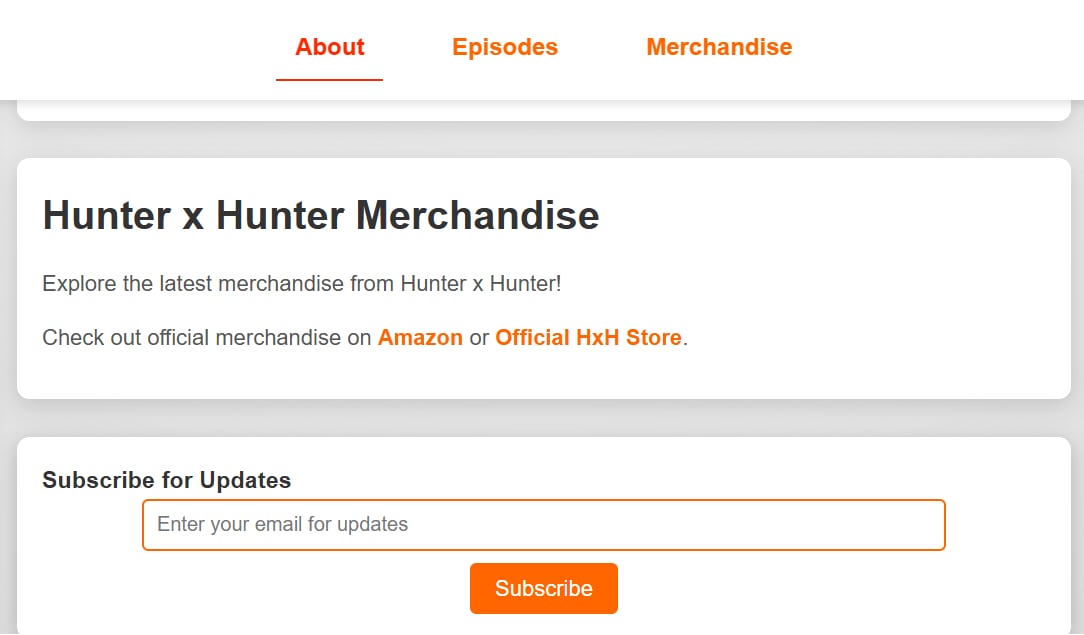 About Episodes Merchandise
Hunter x Hunter Merchandise
Explore the latest merchandise from Hunter x Hunter!
Check out official merchandise on Amazon or Official HxH Store.
Subscribe for Updates
Enter your email for updates
Subscribe